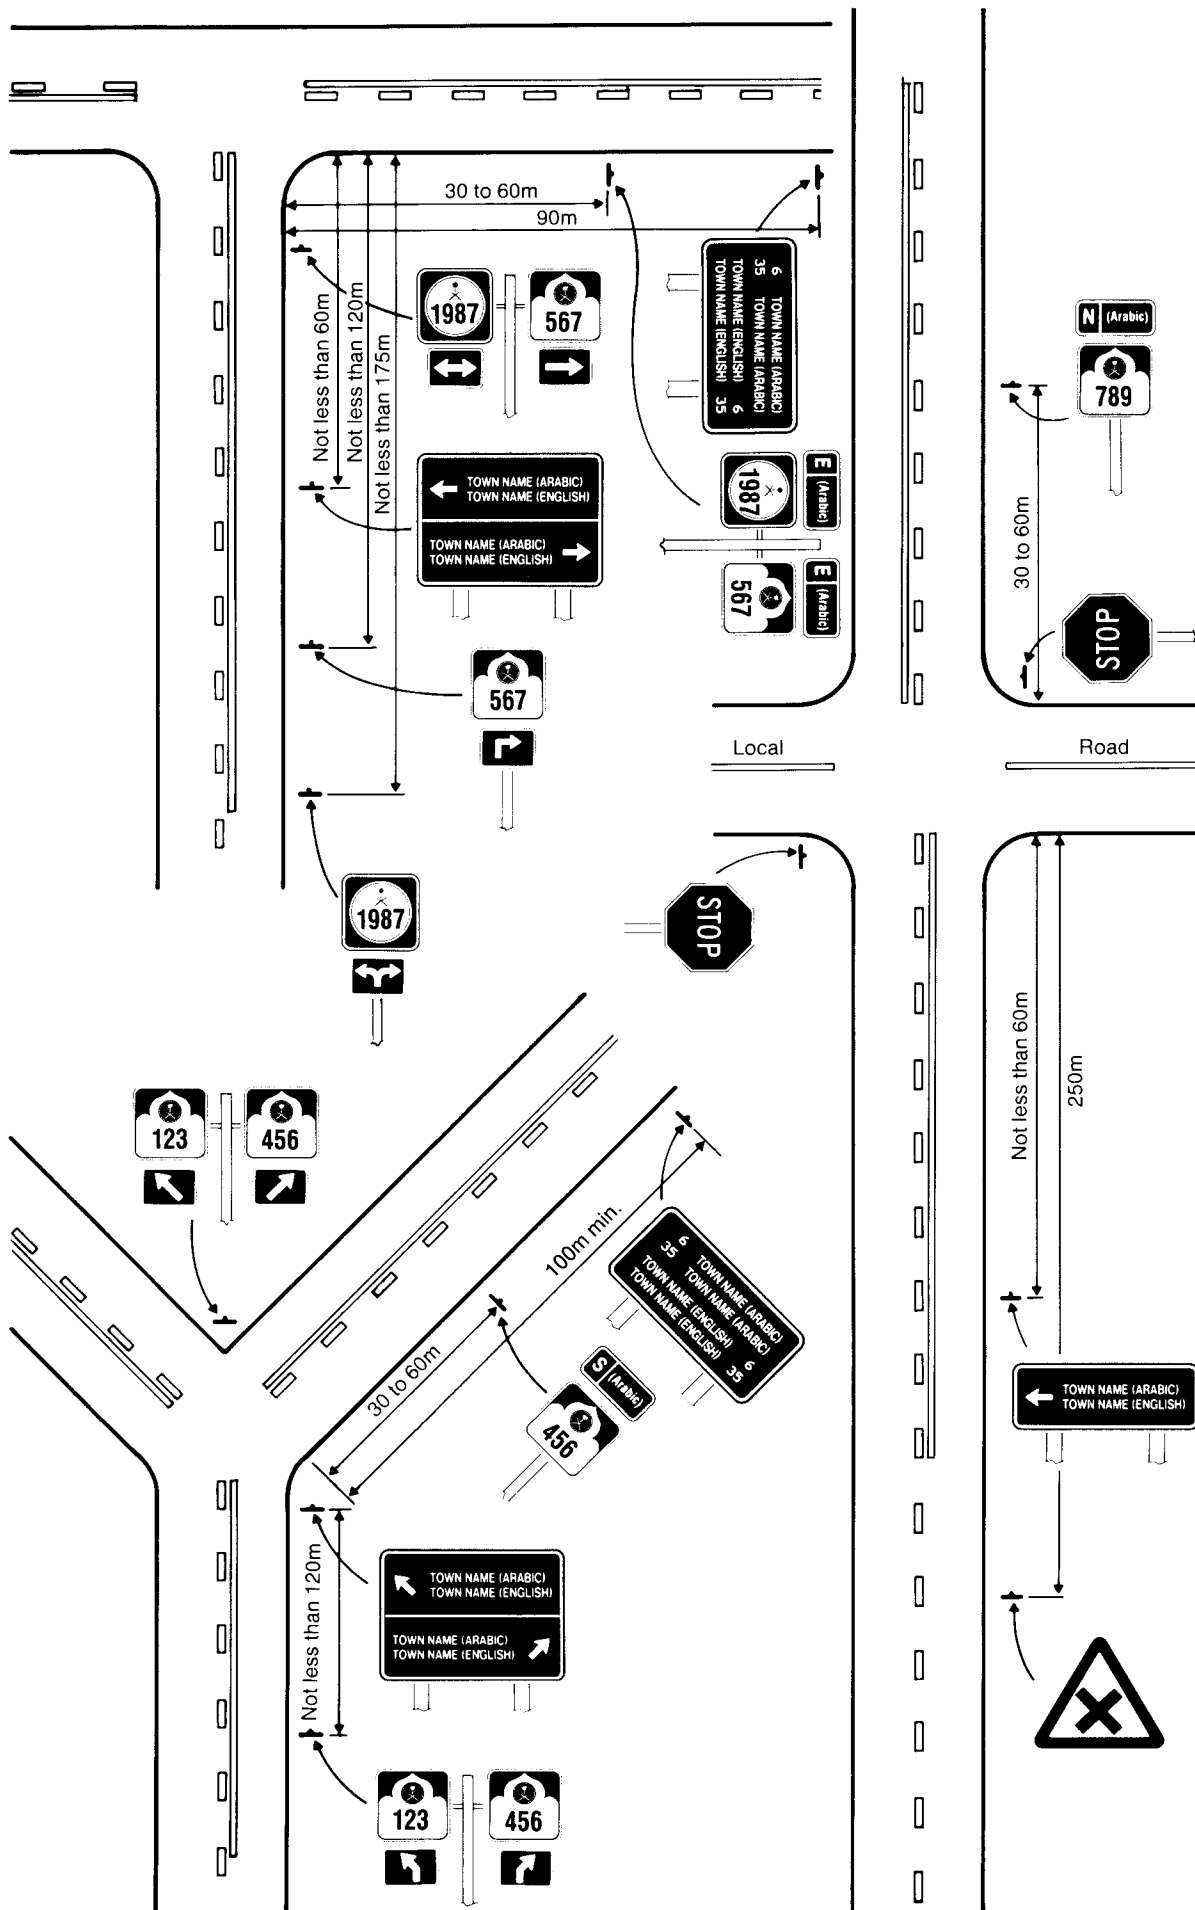 30 to 60m
90m
Not less than 60m
Not less than 120m
Not less than 175m
1987
567
6 TOWN NAME (ARABIC)
35 TOWN NAME (ARABIC)
TOWN NAME (ENGLISH) 6
TOWN NAME (ENGLISH) 35
N (Arabic)
789
30 to 60m
TOWN NAME (ARABIC)
TOWN NAME (ENGLISH)
TOWN NAME (ARABIC)
TOWN NAME (ENGLISH)
E (Arabic)
1987
E (Arabic)
567
STOP
567
Local Road
1987
STOP
Not less than 60m
250m
123
456
100m min.
30 to 60m
6 TOWN NAME (ARABIC)
35 TOWN NAME (ARABIC)
TOWN NAME (ENGLISH) 6
TOWN NAME (ENGLISH) 35
S (Arabic)
456
TOWN NAME (ARABIC)
TOWN NAME (ENGLISH)
Not less than 120m
TOWN NAME (ARABIC)
TOWN NAME (ENGLISH)
TOWN NAME (ARABIC)
TOWN NAME (ENGLISH)
123
456